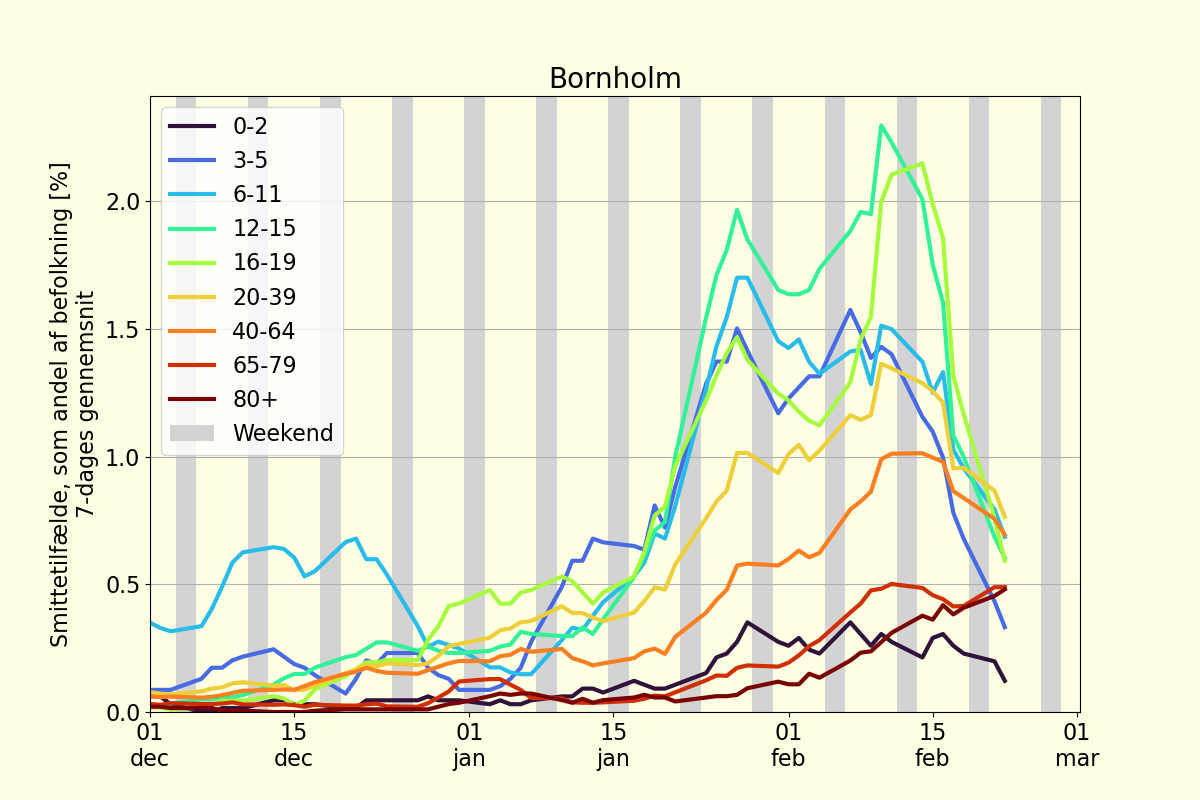 Bornholm
Smittetilfælde, som andel af befolkning [%]
7-dages gennemsnit
2.0
1.5
1.0
0.5
0.0
0-2
3-5
6-11
12-15
16-19
20-39
40-64
65-79
80+
Weekend
01 15 01 15 01 15 01
dec dec jan jan feb feb mar